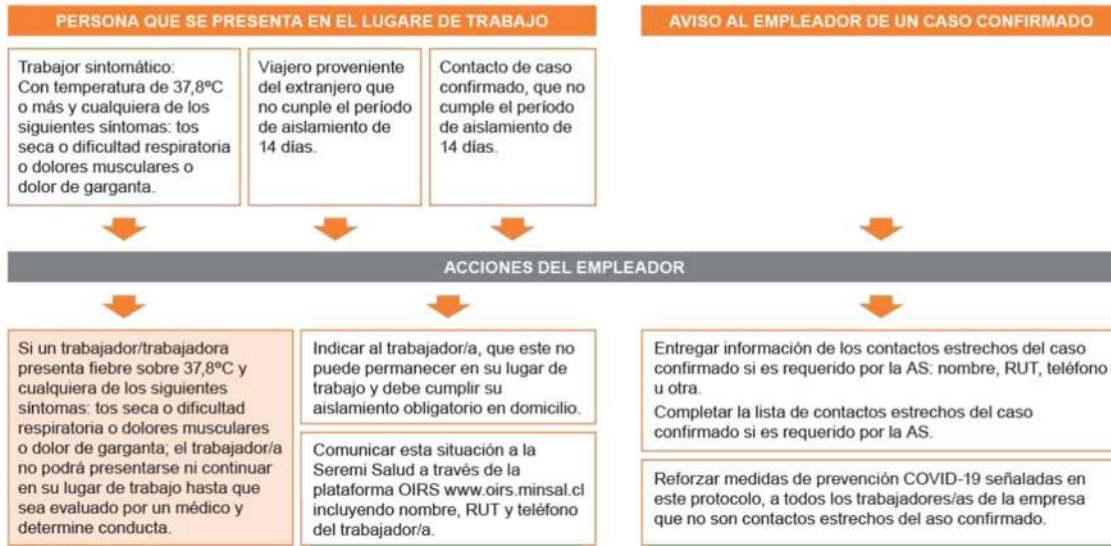 PERSONA QUE SE PRESENTA EN EL LUGARE DE TRABAJO
AVISO AL EMPLEADOR DE UN CASO CONFIRMADO
Trabajor sintomático:
Con temperatura de 37,8ºC
o más y cualquiera de los
siguientes síntomas: tos
seca o dificultad respiratoria
o dolores musculares o
dolor de garganta.
Viajero proveniente
del extranjero que
no cunple el período
de aislamiento de
14 días.
Contacto de caso
confirmado, que no
cumple el período
de aislamiento de
14 días.
ACCIONES DEL EMPLEADOR
Si un trabajador/trabajadora
presenta fiebre sobre 37,8ºC y
cualquiera de los siguientes
síntomas: tos seca o dificultad
respiratoria o dolores musculares
o dolor de garganta; el trabajador/a
no podrá presentarse ni continuar
en su lugar de trabajo hasta que
sea evaluado por un médico y
determine conducta.
Indicar al trabajador/a, que este no
puede permanecer en su lugar de
trabajo y debe cumplir su
aislamiento obligatorio en domicilio.
Comunicar esta situación a la
Seremi Salud a través de la
plataforma OIRS www.oirs.minsal.cl
incluyendo nombre, RUT y teléfono
del trabajador/a.
Entregar información de los contactos estrechos del caso
confirmado si es requerido por la AS: nombre, RUT, teléfono
u otra.
Completar la lista de contactos estrechos del caso
confirmado si es requerido por la AS.
Reforzar medidas de prevención COVID-19 señaladas en
este protocolo, a todos los trabajadores/as de la empresa
que no son contactos estrechos del aso confirmado.